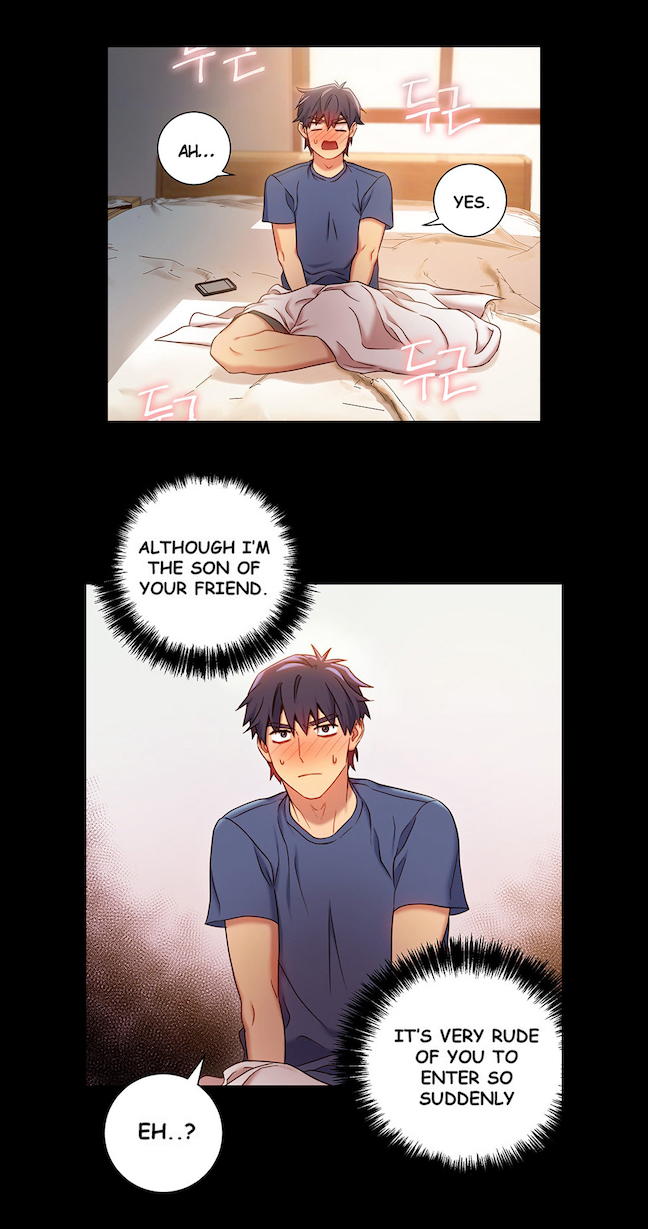 두근
두근
AH...
YES.
두근
두근
ALTHOUGH I'M
THE SON OF
YOUR FRIEND.
IT'S VERY RUDE
OF YOU TO
ENTER SO
SUDDENLY
EH..?